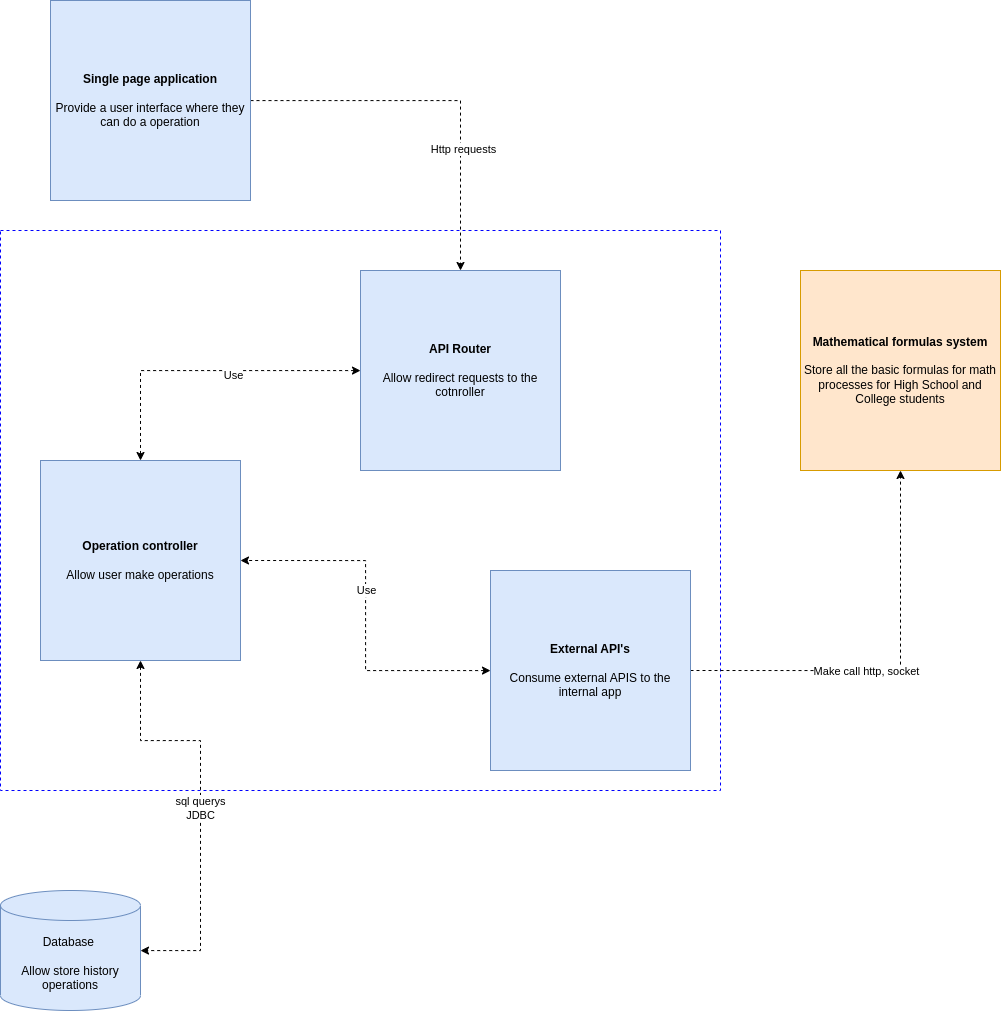 Single page application
Provide a user interface where they
can do a operation
Http requests
API Router
Allow redirect requests to the
cotnroller
Mathematical formulas system
Store all the basic formulas for math
processes for High School and
College students
Use
Operation controller
Allow user make operations
Use
External API's
Consume external APIS to the
internal app
Make call http, socket
sql querys
JDBC
Database
Allow store history
operations